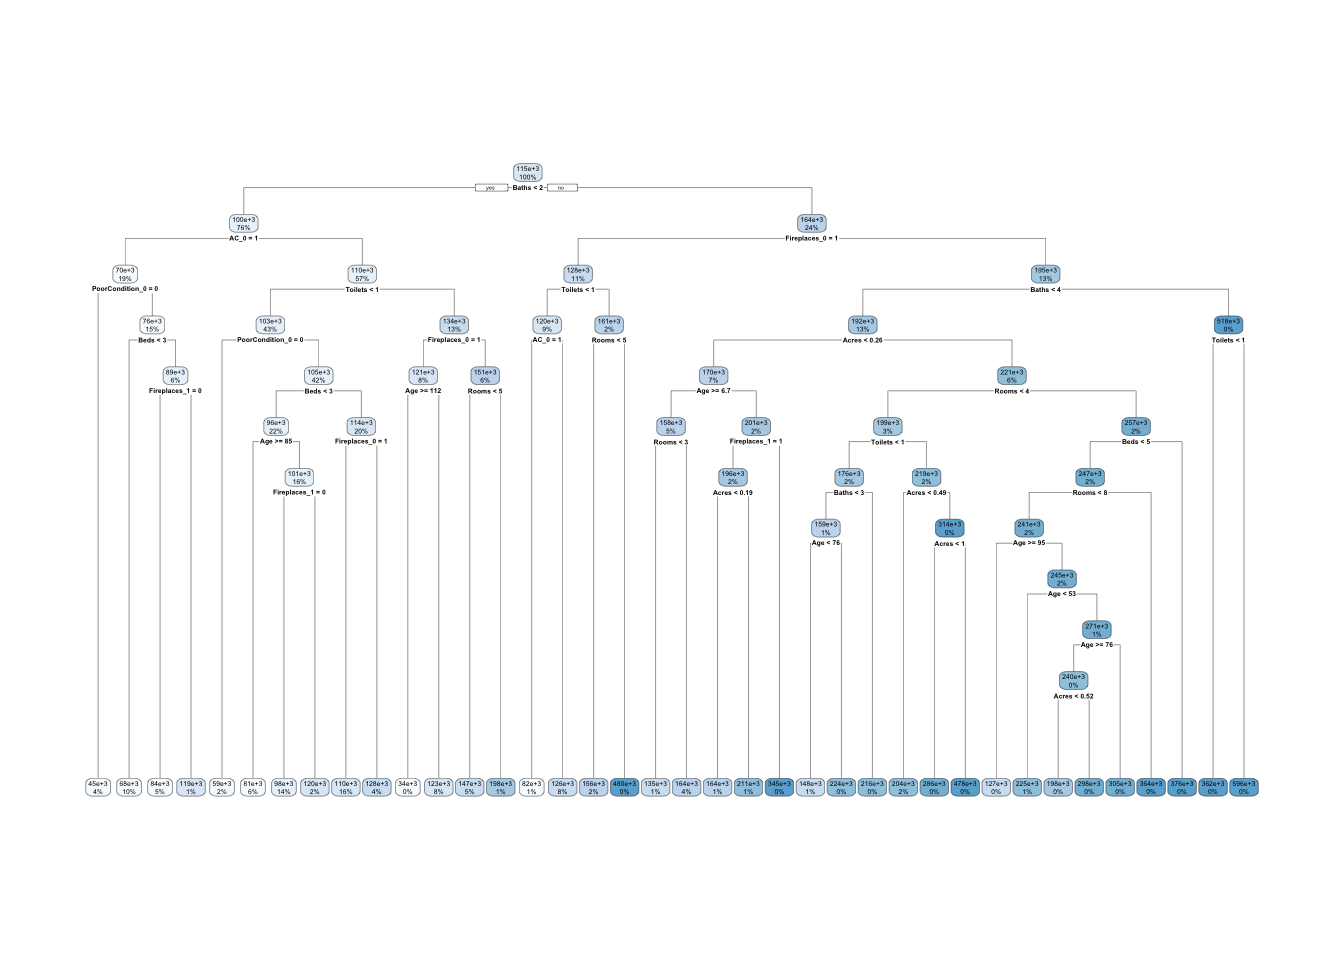 115e+3
100%
yes
Baths < 2
no
100e+3
76%
164e+3
24%
AC_0 = 1
Fireplaces_0 = 1
70e+3
19%
110e+3
57%
128e+3
11%
195e+3
13%
PoorCondition_0 = 0
Toilets < 1
Toilets < 1
Baths < 4
76e+3
15%
103e+3
43%
134e+3
13%
120e+3
9%
161e+3
2%
192e+3
13%
518e+3
0%
Beds < 3
PoorCondition_0 = 0
Fireplaces_0 = 1
AC_0 = 1
Rooms < 5
Acres < 0.26
Toilets < 1
89e+3
6%
105e+3
42%
121e+3
8%
151e+3
6%
170e+3
7%
221e+3
6%
Fireplaces_1 = 0
Beds < 3
Age >= 112
Rooms < 5
Age >= 6.7
Rooms < 4
96e+3
22%
114e+3
20%
158e+3
5%
201e+3
2%
199e+3
3%
257e+3
2%
Age >= 85
Fireplaces_0 = 1
Rooms < 3
Fireplaces_1 = 1
Toilets < 1
Beds < 5
101e+3
16%
196e+3
2%
176e+3
2%
219e+3
2%
247e+3
2%
Fireplaces_1 = 0
Acres < 0.19
Baths < 3
Acres < 0.49
Rooms < 8
159e+3
1%
314e+3
0%
241e+3
2%
Age < 76
Acres < 1
Age >= 95
245e+3
2%
Age < 53
271e+3
1%
Age >= 76
240e+3
0%
Acres < 0.52
45e+3
4%
68e+3
10%
84e+3
5%
119e+3
1%
59e+3
2%
81e+3
6%
98e+3
14%
120e+3
2%
110e+3
16%
128e+3
4%
34e+3
0%
123e+3
8%
147e+3
5%
198e+3
1%
82e+3
1%
126e+3
8%
156e+3
2%
480e+3
0%
135e+3
1%
164e+3
4%
164e+3
1%
211e+3
1%
345e+3
0%
148e+3
1%
224e+3
0%
216e+3
0%
204e+3
2%
286e+3
0%
478e+3
0%
127e+3
0%
225e+3
1%
198e+3
0%
298e+3
0%
305e+3
0%
364e+3
0%
376e+3
0%
362e+3
0%
596e+3
0%